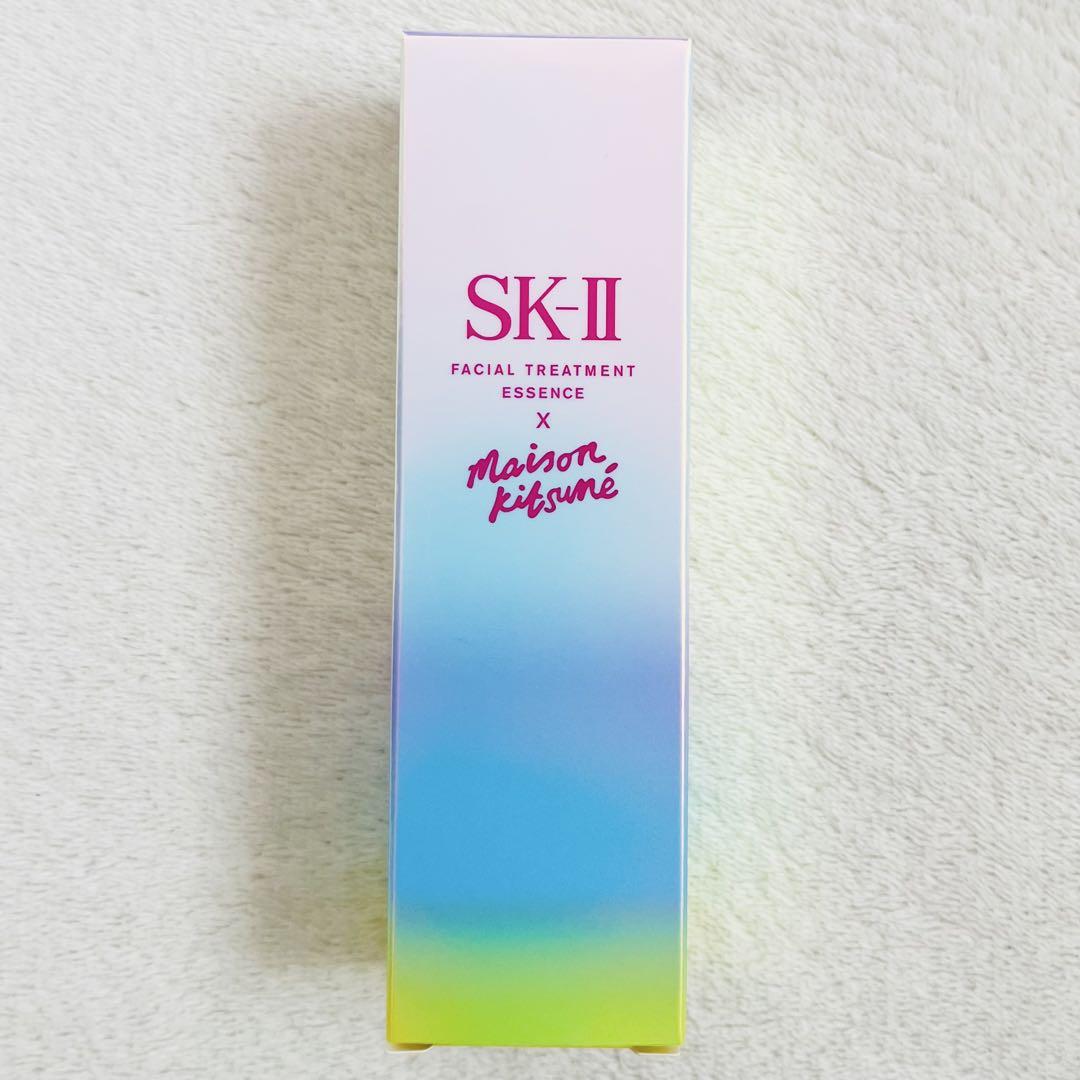 SK-II
FACIAL TREATMENT
ESSENCE
X
Maison
Kitsuné